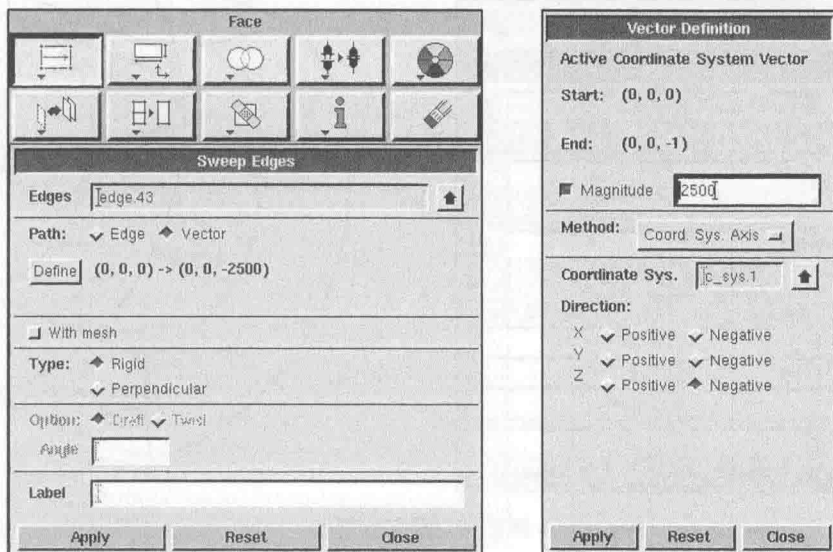 Face
Sweep Edges
Edges edge.43
Path: Edge Vector
Define (0, 0, 0) -> (0, 0, -2500)
With mesh
Type: Rigid
Perpendicular
Option: Draft Twist
Angle
Label
Apply Reset Close
Vector Definition
Active Coordinate System Vector
Start: (0, 0, 0)
End: (0, 0, -1)
Magnitude 2500
Method: Coord. Sys. Axis
Coordinate Sys. c_sys.1
Direction:
X Positive Negative
Y Positive Negative
Z Positive Negative
Apply Reset Close